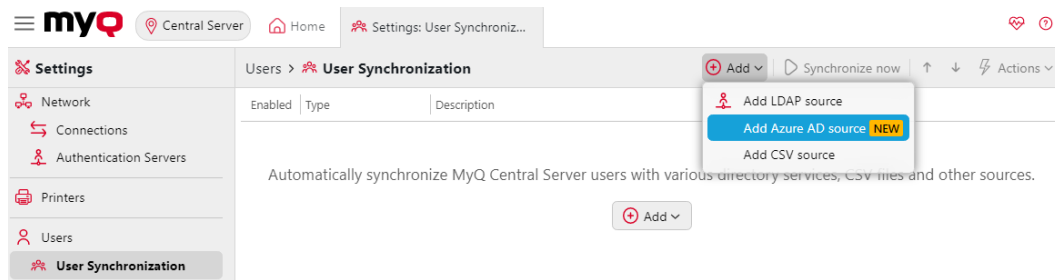 myQ Central Server Home Settings: User Synchroniz...
Settings
Users > User Synchronization
Add Synchronize now Actions
Network
Connections
Authentication Servers
Printers
Users
User Synchronization
Enabled Type Description
Add LDAP source
Add Azure AD source NEW
Add CSV source
Automatically synchronize MyQ Central Server users with various directory services, CSV files and other sources.
Add